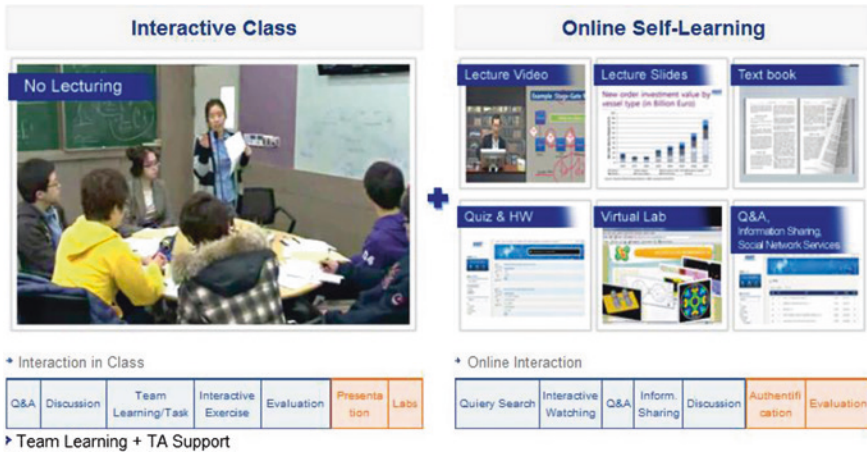 Interactive Class
Online Self-Learning
No Lecturing
Lecture Video
Lecture Slides
Text book
Example Stage-Gate
New order investment value by
vessel type (in Billion Euro)
Quiz & HW
Virtual Lab
Q&A,
Information Sharing,
Social Network Services
Interaction in Class
Q&A
Discussion
Team
Learning/Task
Interactive
Exercise
Evaluation
Presenta
tion
Labs
Team Learning + TA Support
Online Interaction
Quiery Search
Interactive
Watching
Q&A
Inform.
Sharing
Discussion
Authentifi
cation
Evaluation